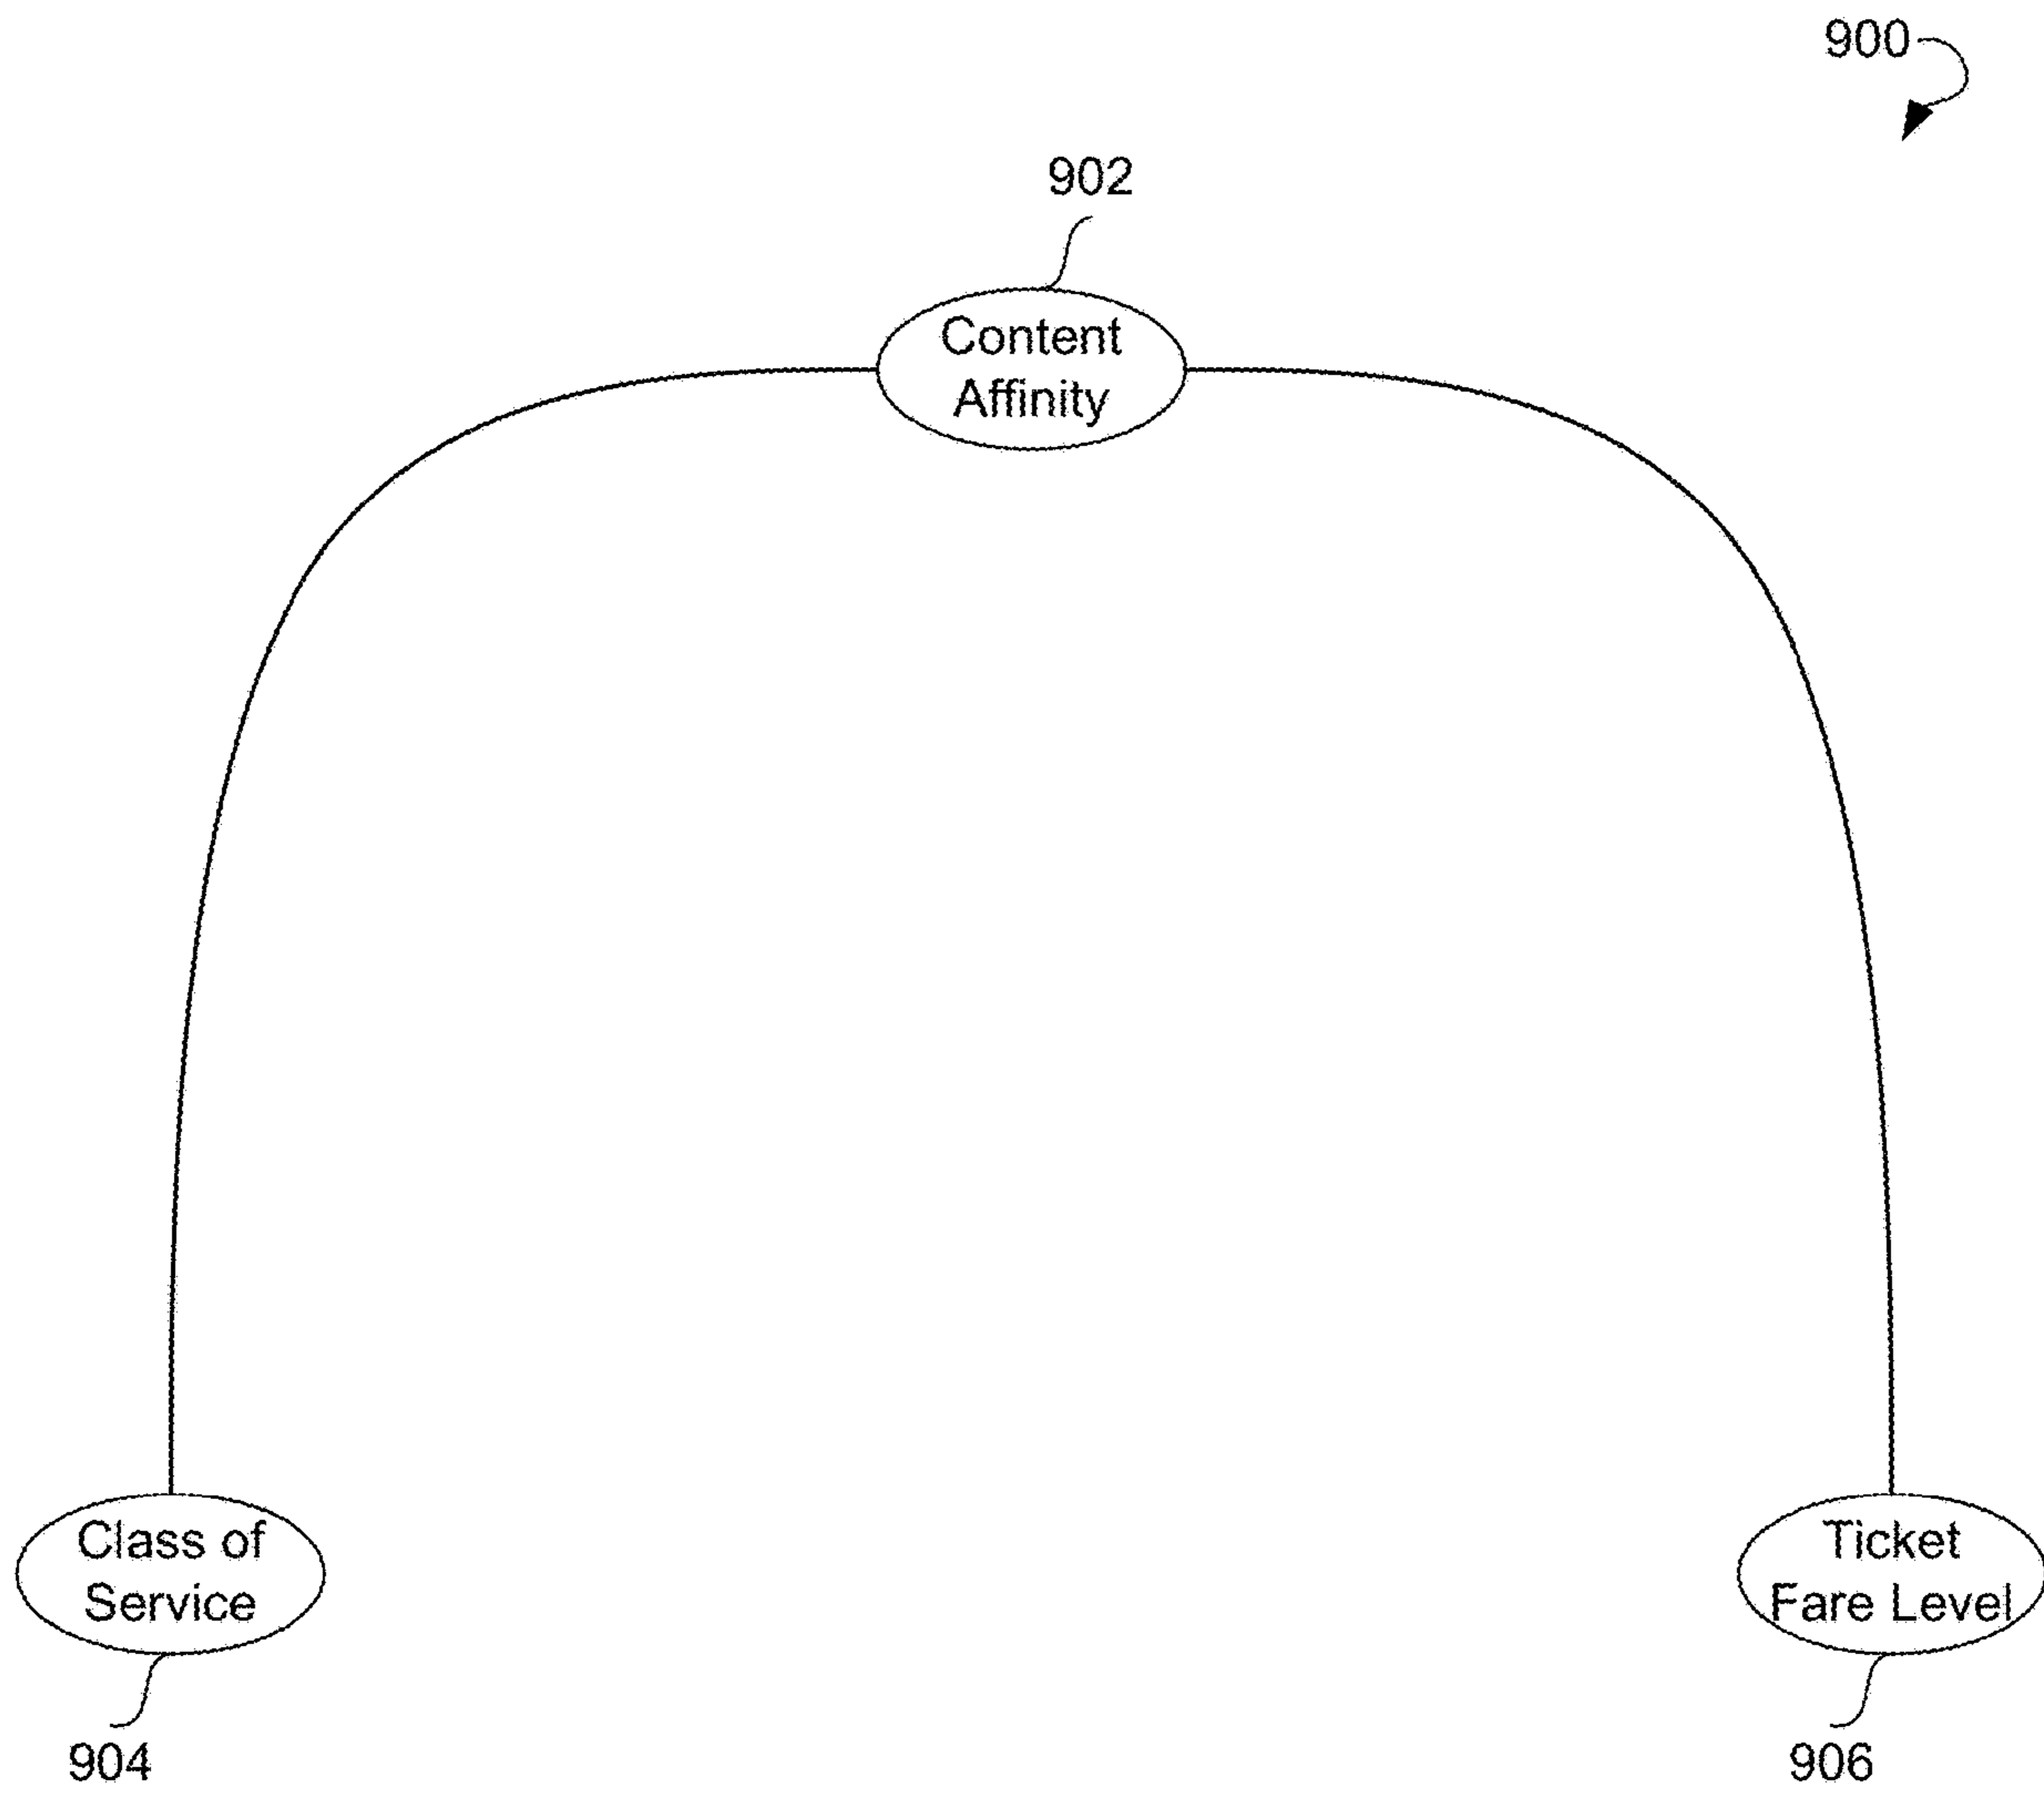 900
902
Content
Affinity
Class of
Service
Ticket
Fare Level
904
906